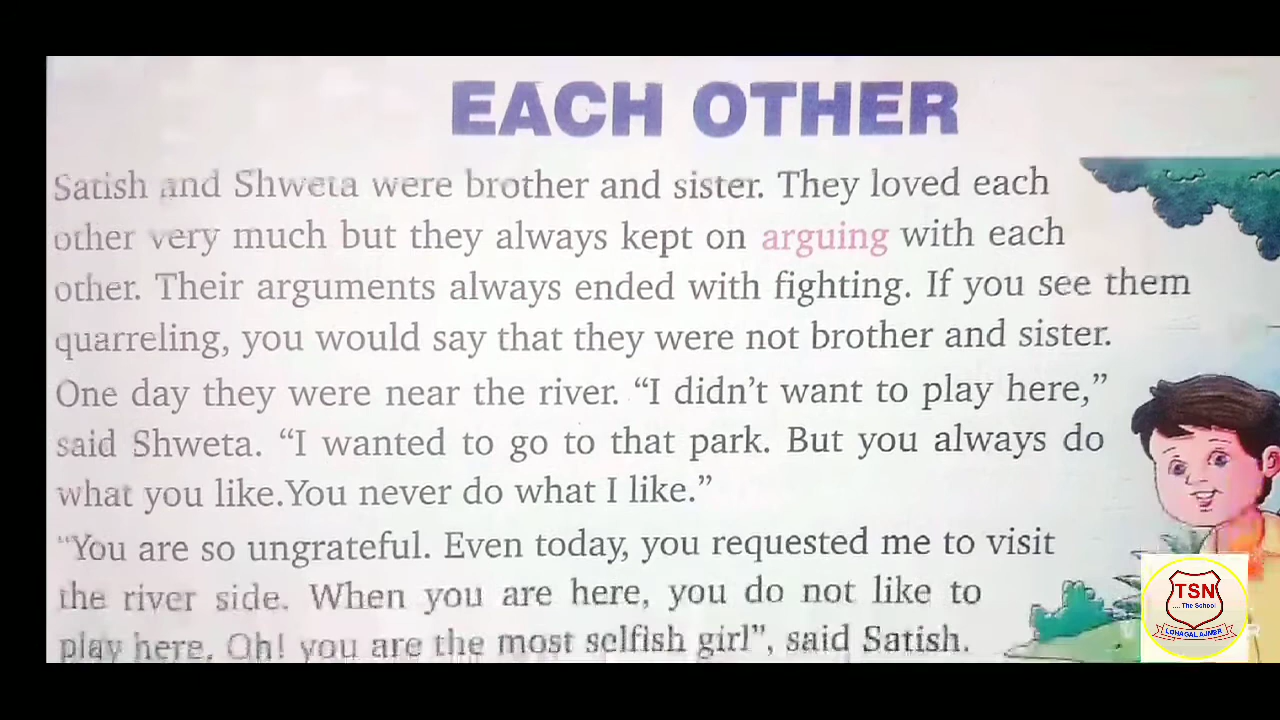 EACH OTHER
Satish and Shweta were brother and sister. They loved each
other very much but they always kept on arguing with each
other. Their arguments always ended with fighting. If you see them
quarreling, you would say that they were not brother and sister.
One day they were near the river. “I didn’t want to play here,”
said Shweta. “I wanted to go to that park. But you always do
what you like.You never do what I like.”
“You are so ungrateful. Even today, you requested me to visit
the river side. When you are here, you do not like to
play here. Oh! you are the most selfish girl”, said Satish.
TSN
.... The School
LOHAGAL AJMER